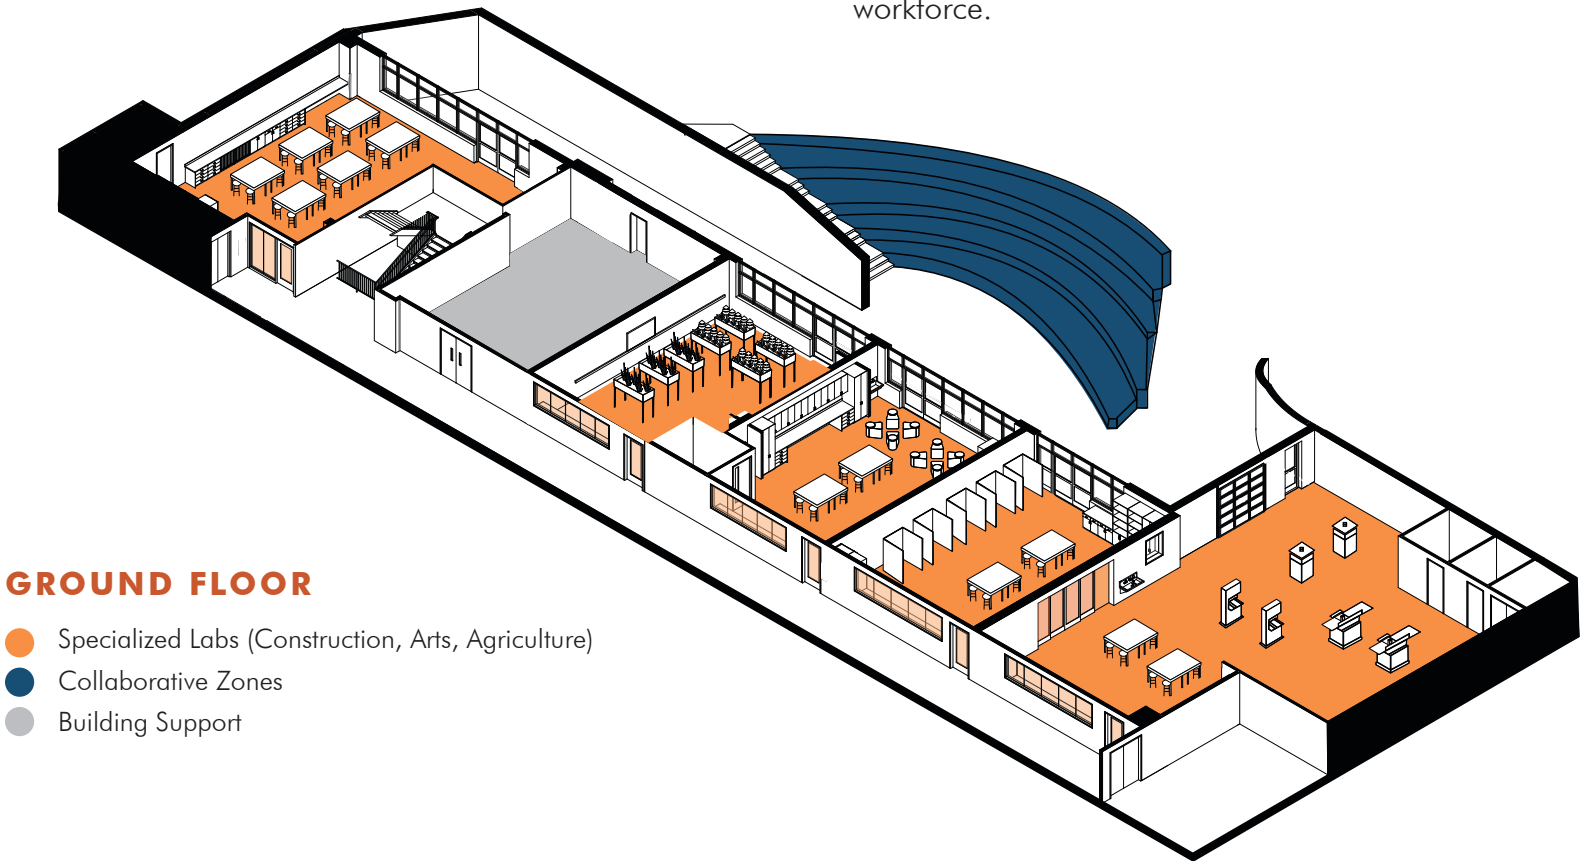 workforce.
GROUND FLOOR
Specialized Labs (Construction, Arts, Agriculture)
Collaborative Zones
Building Support